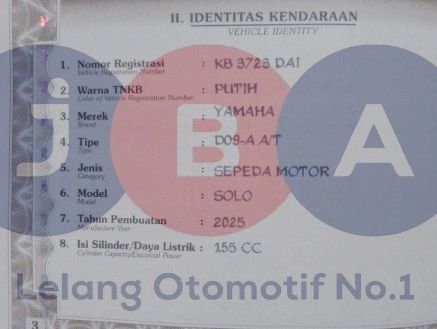 II. IDENTITAS KENDARAAN
VEHICLE IDENTITY
1. Nomor Registrasi : KB 3723 DAI
Vehicle Registration Number
2. Warna TNKB : PUTIH
Color of Vehicle Registration Number
3. Merek : YAMAHA
Brand
4. Tipe : D09-A A/T
Type
5. Jenis : SEPEDA MOTOR
Category
6. Model : SOLO
Model
7. Tahun Pembuatan : 2025
Manufacture Year
8. Isi Silinder/Daya Listrik : 155 CC
Cylinder Capacity/Electrical Power
jBA
Lelang Otomotif No.1
3